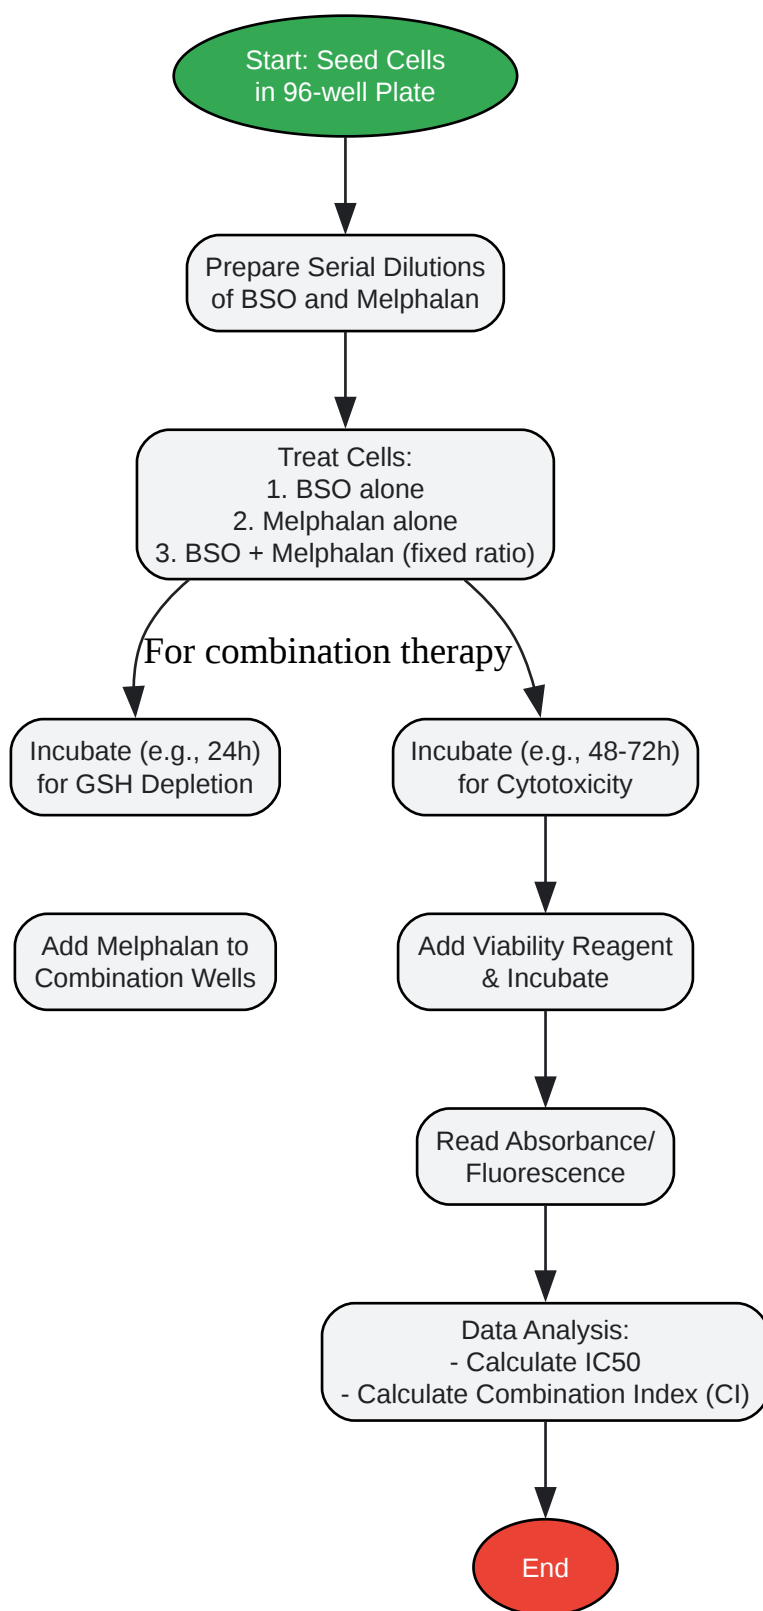 Start: Seed Cells
in 96-well Plate
Prepare Serial Dilutions
of BSO and Melphalan
Treat Cells:
1. BSO alone
2. Melphalan alone
3. BSO + Melphalan (fixed ratio)
For combination therapy
Incubate (e.g., 24h)
for GSH Depletion
Incubate (e.g., 48-72h)
for Cytotoxicity
Add Melphalan to
Combination Wells
Add Viability Reagent
& Incubate
Read Absorbance/
Fluorescence
Data Analysis:
- Calculate IC50
- Calculate Combination Index (CI)
End